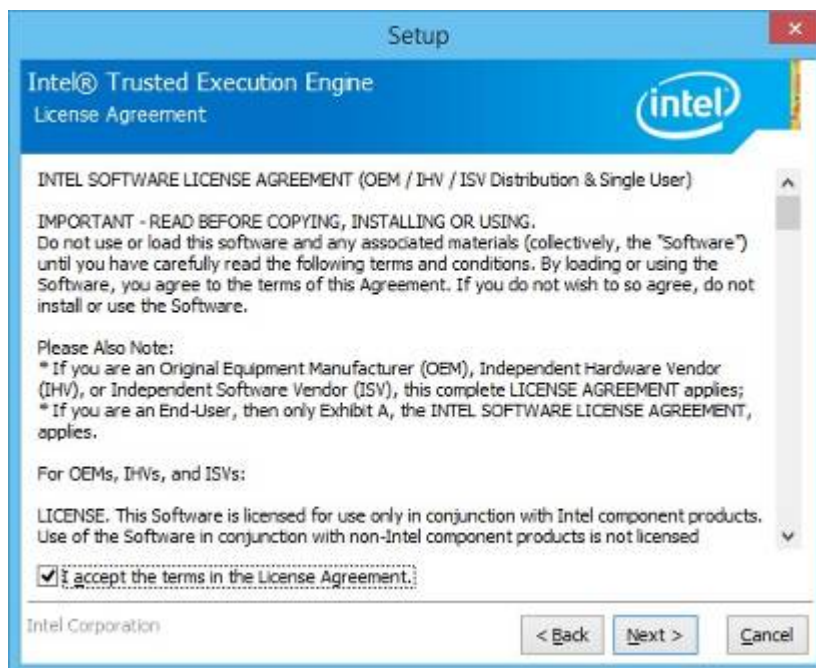 Setup
Intel® Trusted Execution Engine
License Agreement
intel
INTEL SOFTWARE LICENSE AGREEMENT (OEM / IHV / ISV Distribution & Single User)
IMPORTANT - READ BEFORE COPYING, INSTALLING OR USING.
Do not use or load this software and any associated materials (collectively, the "Software")
until you have carefully read the following terms and conditions. By loading or using the
Software, you agree to the terms of this Agreement. If you do not wish to so agree, do not
install or use the Software.
Please Also Note:
* If you are an Original Equipment Manufacturer (OEM), Independent Hardware Vendor
(IHV), or Independent Software Vendor (ISV), this complete LICENSE AGREEMENT applies;
* If you are an End-User, then only Exhibit A, the INTEL SOFTWARE LICENSE AGREEMENT,
applies.
For OEMs, IHVs, and ISVs:
LICENSE. This Software is licensed for use only in conjunction with Intel component products.
Use of the Software in conjunction with non-Intel component products is not licensed
I accept the terms in the License Agreement.
Intel Corporation
< Back Next > Cancel